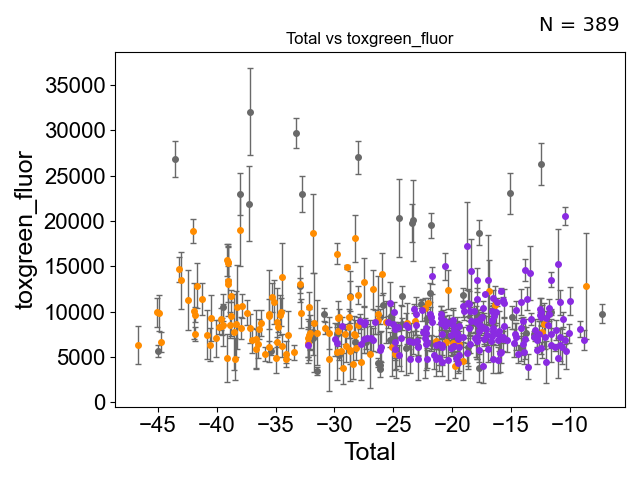 N = 389
Total vs toxgreen_fluor
toxgreen_fluor
35000
30000
25000
20000
15000
10000
5000
0
−45 −40 −35 −30 −25 −20 −15 −10
Total